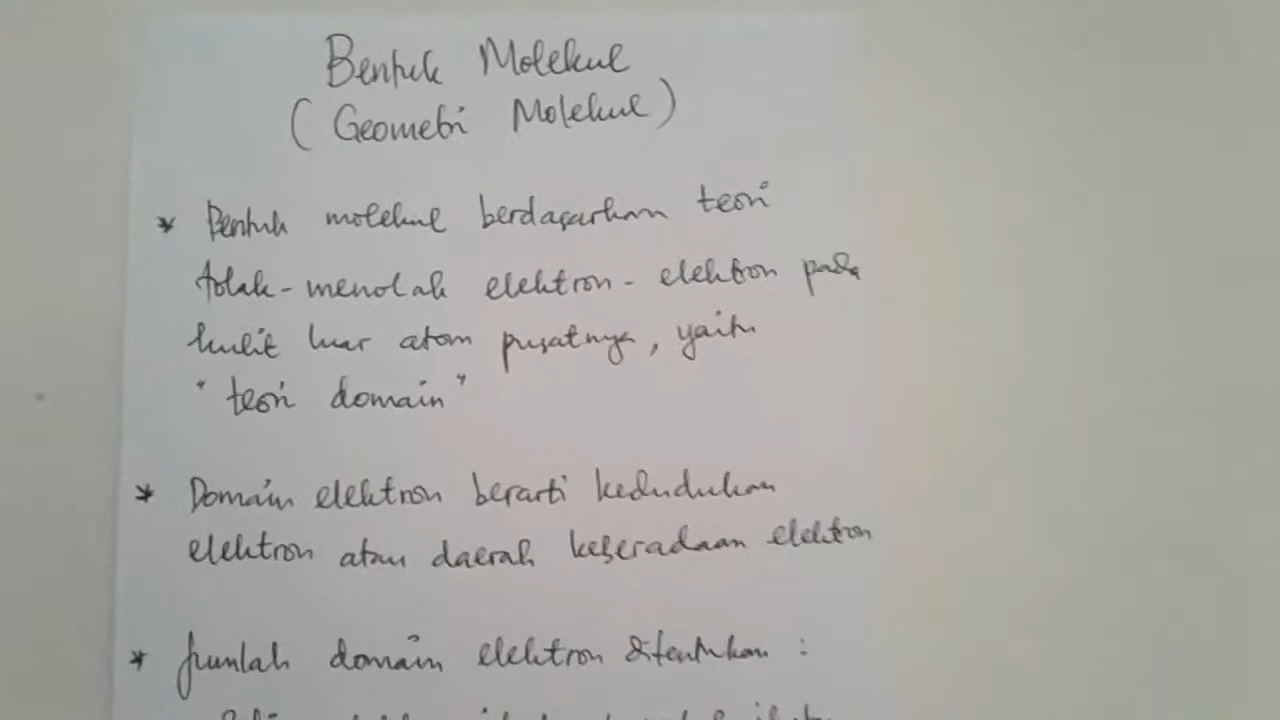 Bentuk Molekul
(Geometri Molekul)
* Bentuk molekul berdasarkan teori
tolak-menolak elektron-elektron pada
kulit luar atom pusatnya, yaitu
"teori domain"
* Domain elektron berarti kedudukan
elektron atau daerah keberadaan elektron
* Jumlah domain elektron ditentukan :